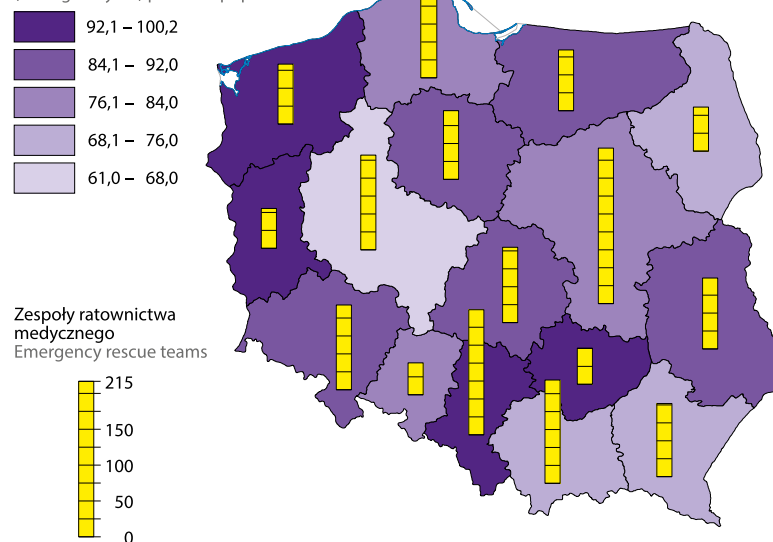 92,1 – 100,2
84,1 – 92,0
76,1 – 84,0
68,1 – 76,0
61,0 – 68,0
Zespoły ratownictwa
medycznego
Emergency rescue teams
215
150
100
50
0